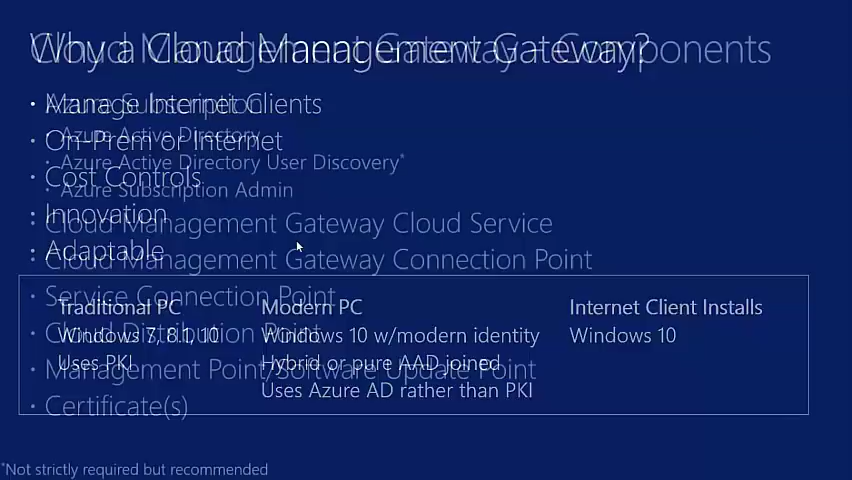 Why a Cloud Management Gateway?
Cloud Management Gateway - Components
• Manage Internet Clients
• On-Prem or Internet
• Cost Controls
• Innovation
• Adaptable
• Azure Subscription
• Azure Active Directory
• Azure Active Directory User Discovery*
• Azure Subscription Admin
• Cloud Management Gateway Cloud Service
• Cloud Management Gateway Connection Point
• Service Connection Point
• Cloud Distribution Point
• Management Point/Software Update Point
• Certificate(s)
Traditional PC
Windows 7, 8.1, 10
Uses PKI
Modern PC
Windows 10 w/modern identity
Hybrid or pure AAD joined
Uses Azure AD rather than PKI
Internet Client Installs
Windows 10
*Not strictly required but recommended